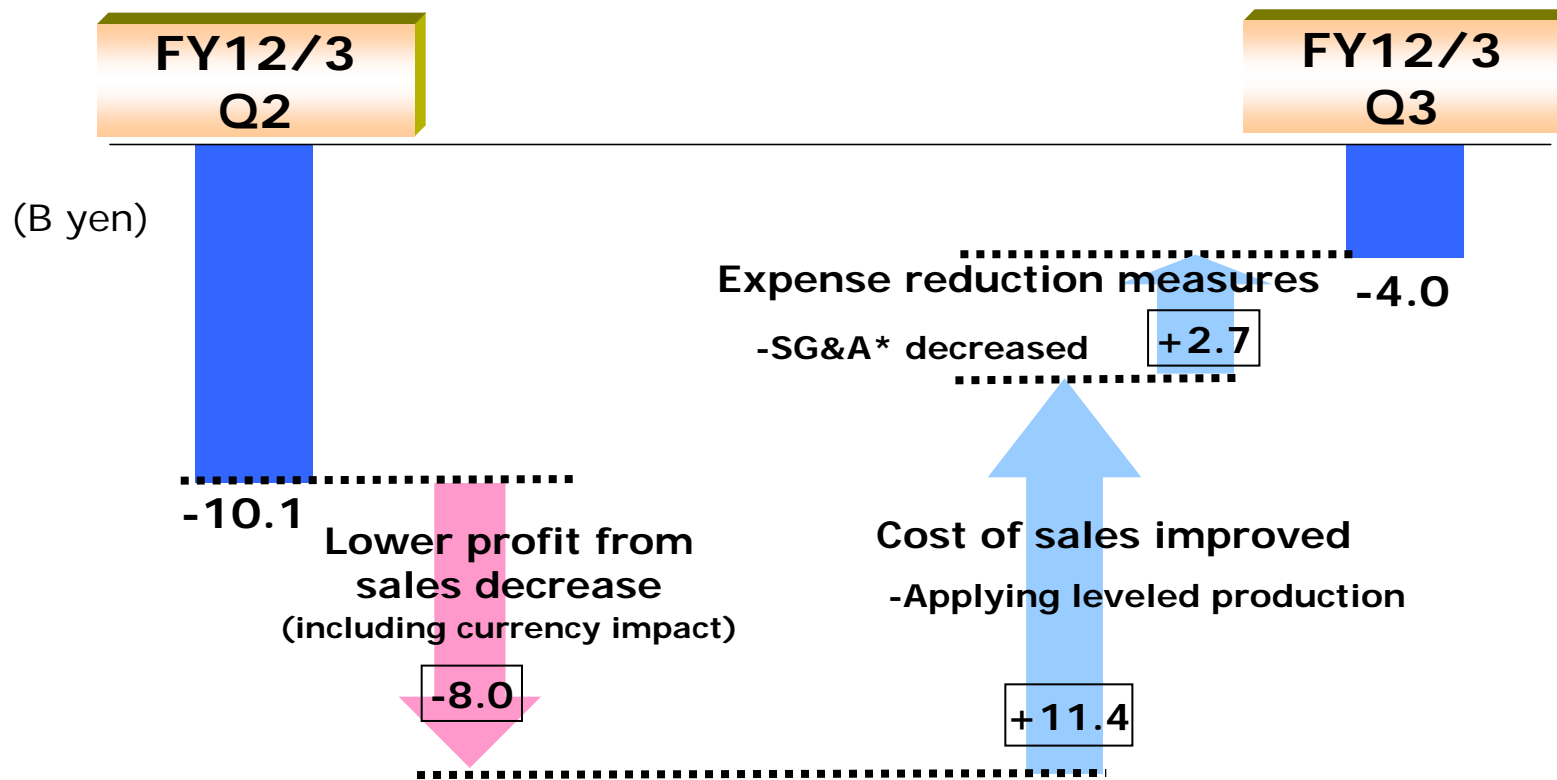 FY12/3
Q2
FY12/3
Q3
(B yen)
Expense reduction measures
-4.0
-SG&A* decreased
+2.7
-10.1
Lower profit from
sales decrease
(including currency impact)
-8.0
Cost of sales improved
-Applying leveled production
+11.4